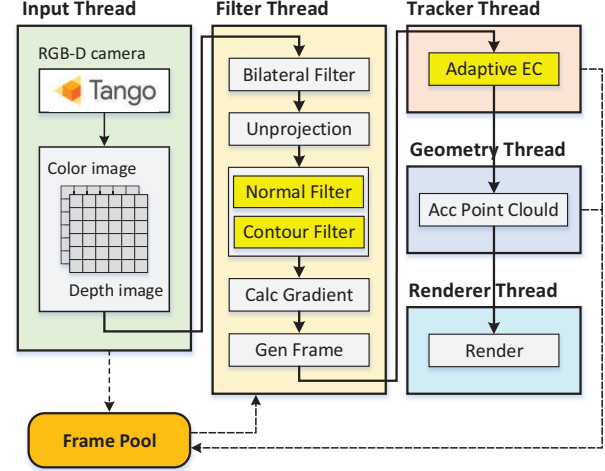 Input Thread
RGB-D camera
Tango
Color image
Depth image
Filter Thread
Bilateral Filter
Unprojection
Normal Filter
Contour Filter
Calc Gradient
Gen Frame
Tracker Thread
Adaptive EC
Geometry Thread
Acc Point Clould
Renderer Thread
Render
Frame Pool